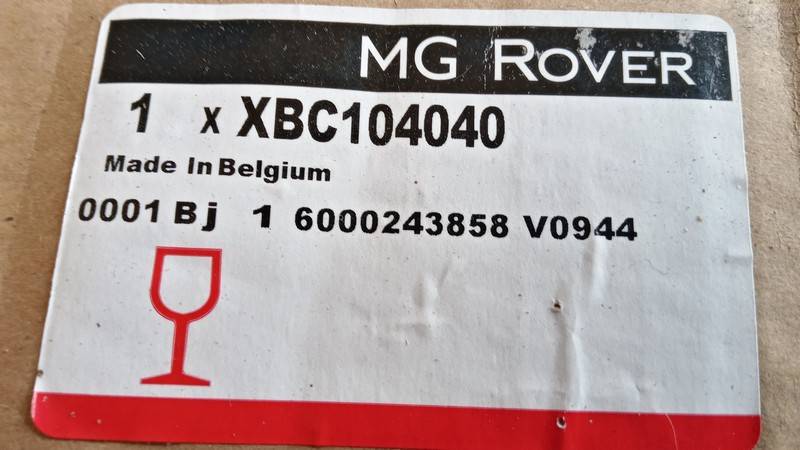 MG ROVER
1 x XBC104040
Made In Belgium
0001 Bj 1 6000243858 V0944